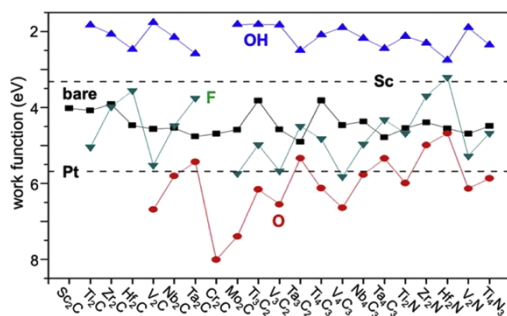 2
OH
Sc
bare
4
F
work function (eV)
Pt
6
O
8
Sc₂C Ti₂C Zr₂C Hf₂C V₂C Nb₂C Ta₂C Cr₂C Mo₂C Ti₃C₂ V₃C₂ Ta₃C₂ Ti₄C₃ V₄C₃ Nb₄C₃ Ta₄C₃ Ti₂N Zr₂N Hf₂N V₂N Ti₄N₃